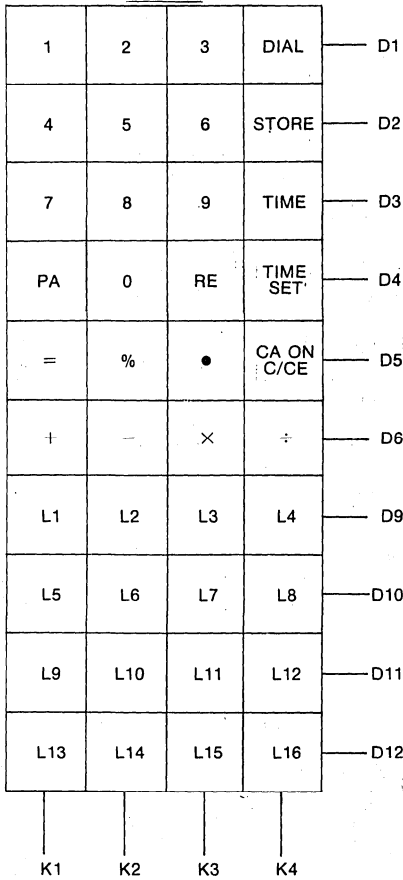 1 2 3 DIAL D1
4 5 6 STORE D2
7 8 9 TIME D3
PA 0 RE TIME SET D4
= % ● CA ON C/CE D5
+ − × ÷ D6
L1 L2 L3 L4 D9
L5 L6 L7 L8 D10
L9 L10 L11 L12 D11
L13 L14 L15 L16 D12
K1 K2 K3 K4